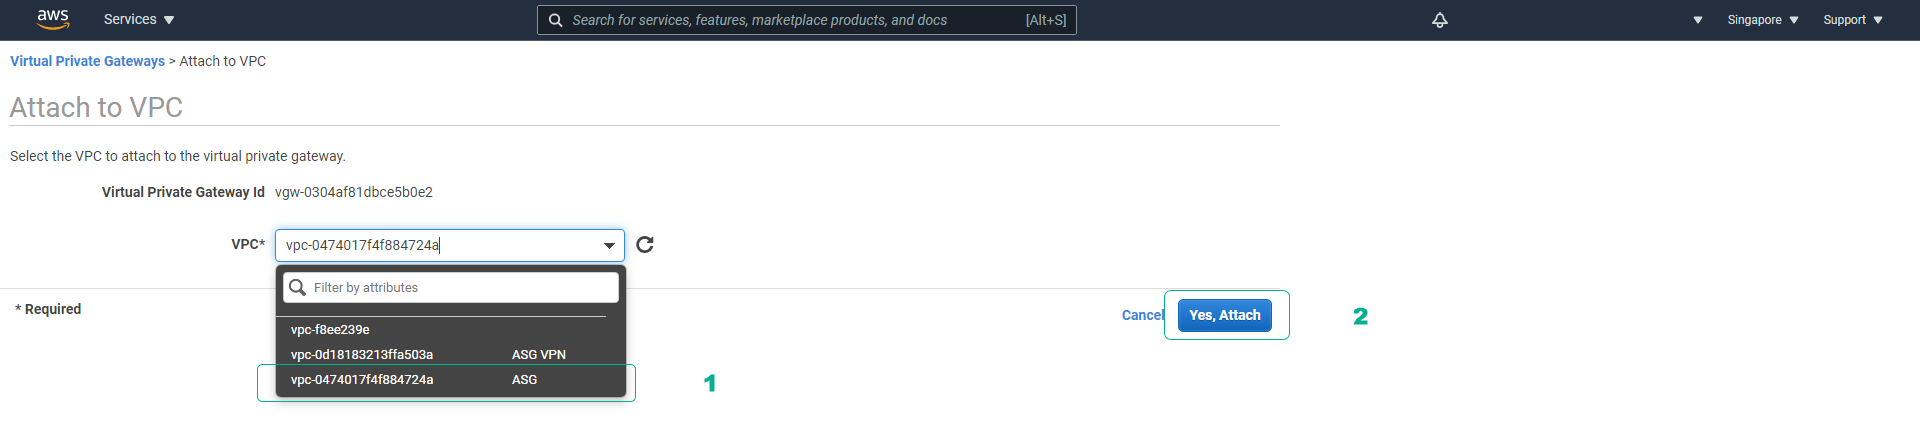 aws Services Search for services, features, marketplace products, and docs [Alt+S] Singapore Support
Virtual Private Gateways > Attach to VPC
Attach to VPC
Select the VPC to attach to the virtual private gateway.
Virtual Private Gateway Id vgw-0304af81dbce5b0e2
VPC* vpc-0474017f4f884724a
Filter by attributes
* Required Cancel Yes, Attach 2
vpc-f8ee239e
vpc-0d18183213ffa503a ASG VPN
vpc-0474017f4f884724a ASG 1